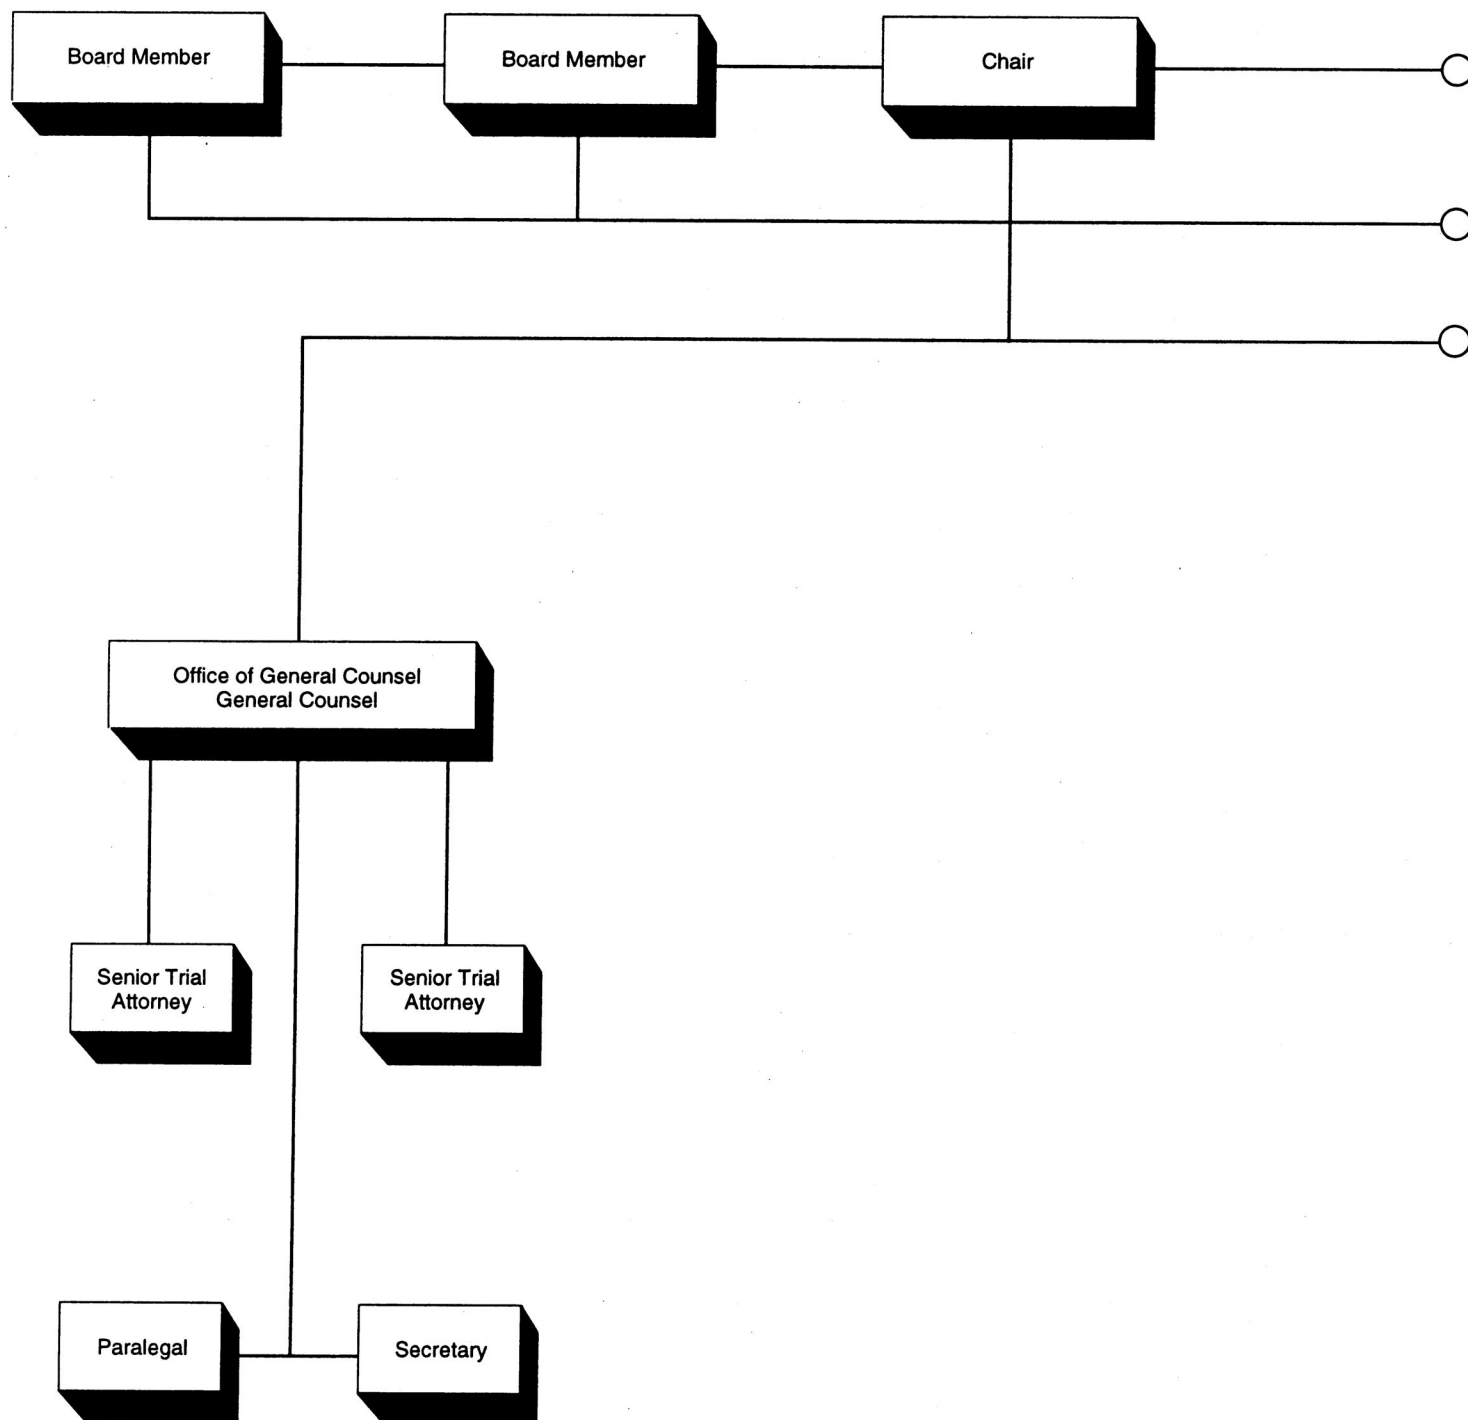 Board Member
Board Member
Chair
Office of General Counsel
General Counsel
Senior Trial
Attorney
Senior Trial
Attorney
Paralegal
Secretary